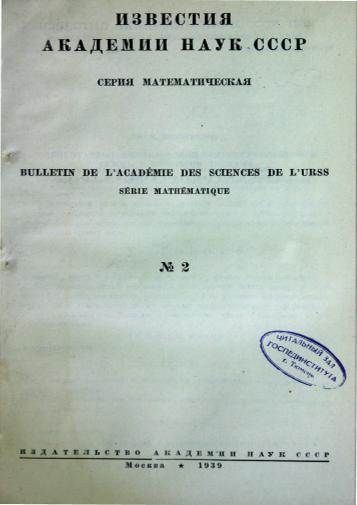 ИЗВЕСТИЯ
АКАДЕМИИ НАУК СССР
СЕРИЯ МАТЕМАТИЧЕСКАЯ
BULLETIN DE L'ACADÉMIE DES SCIENCES DE L'URSS
SÉRIE MATHÉMATIQUE
№ 2
ЧИТАЛЬНЫЙ ЗАЛ
ГОСПЕДИНСТИТУТА
г. Тюмень
ИЗДАТЕЛЬСТВО АКАДЕМИИ НАУК СССР
Москва ★ 1939